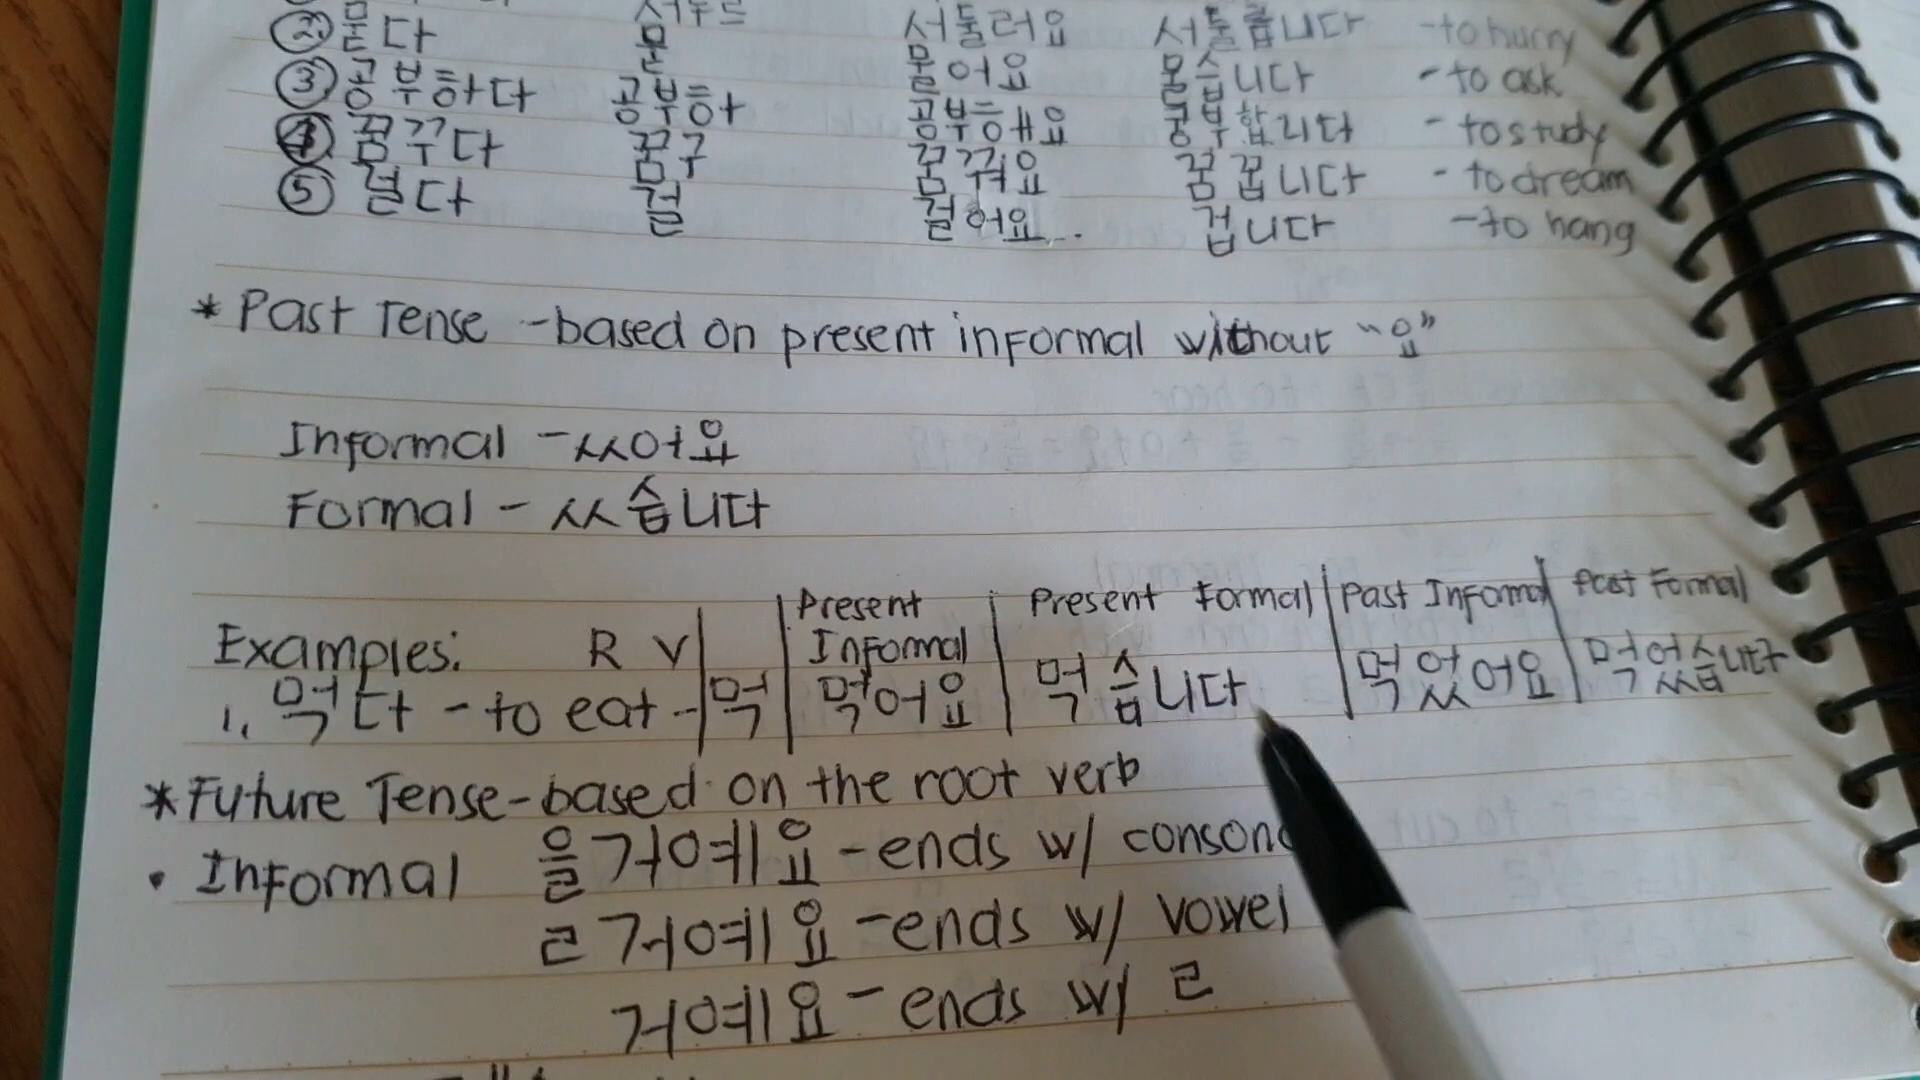 서두르 서둘러요 서둘릅니다 -to hurry
② 묻다 묻 물어요 묻습니다 - to ask
③ 공부하다 공부하 공부해요 공부합니다 - to study
④ 꿈꾸다 꿈구 꿈꿔요 꿈꿉니다 - to dream
⑤ 걸다 걸 걸어요 겁니다 -to hang
* Past Tense -based on present informal without "요"
Informal -ㅆ어요
Formal - ㅆ습니다
Present Informal Present Formal Past Informal Past Formal
Examples: R V
1. 먹다 - to eat - 먹 먹어요 먹습니다 먹었어요 먹었습니다
* Future Tense-based on the root verb
• Informal 을거예요 -ends w/
ㄹ거예요 -ends w/ vowel
거예요 - ends w/ ㄹ